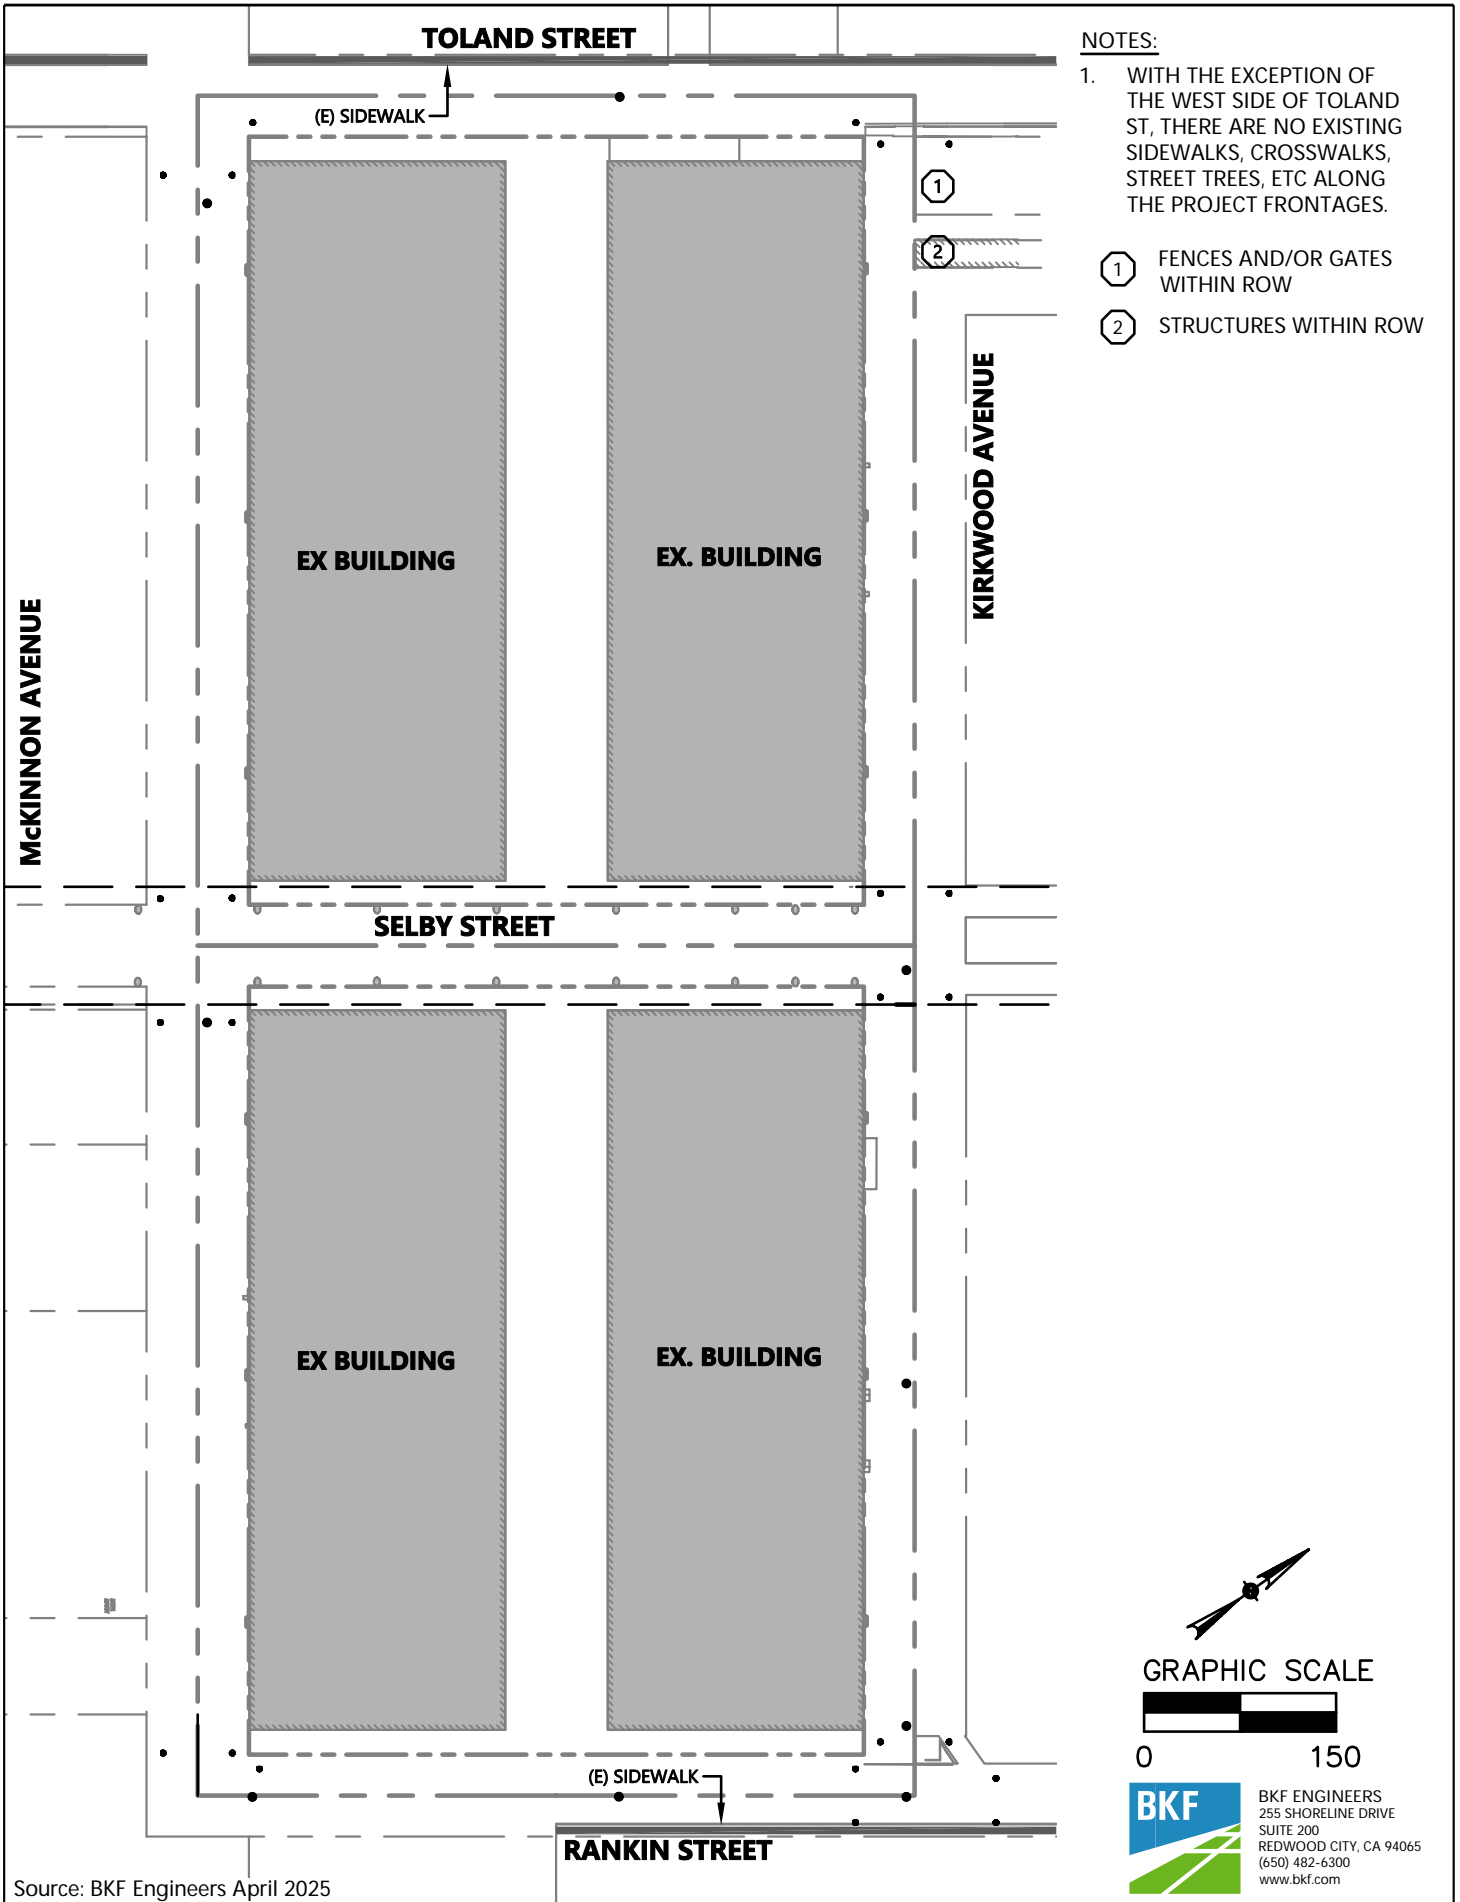 TOLAND STREET
(E) SIDEWALK
NOTES:
1. WITH THE EXCEPTION OF
THE WEST SIDE OF TOLAND
ST, THERE ARE NO EXISTING
SIDEWALKS, CROSSWALKS,
STREET TREES, ETC ALONG
THE PROJECT FRONTAGES.
1 FENCES AND/OR GATES
WITHIN ROW
2 STRUCTURES WITHIN ROW
1
2
KIRKWOOD AVENUE
EX BUILDING
EX. BUILDING
McKINNON AVENUE
SELBY STREET
EX BUILDING
EX. BUILDING
(E) SIDEWALK
RANKIN STREET
GRAPHIC SCALE
0 150
BKF
BKF ENGINEERS
255 SHORELINE DRIVE
SUITE 200
REDWOOD CITY, CA 94065
(650) 482-6300
www.bkf.com
Source: BKF Engineers April 2025